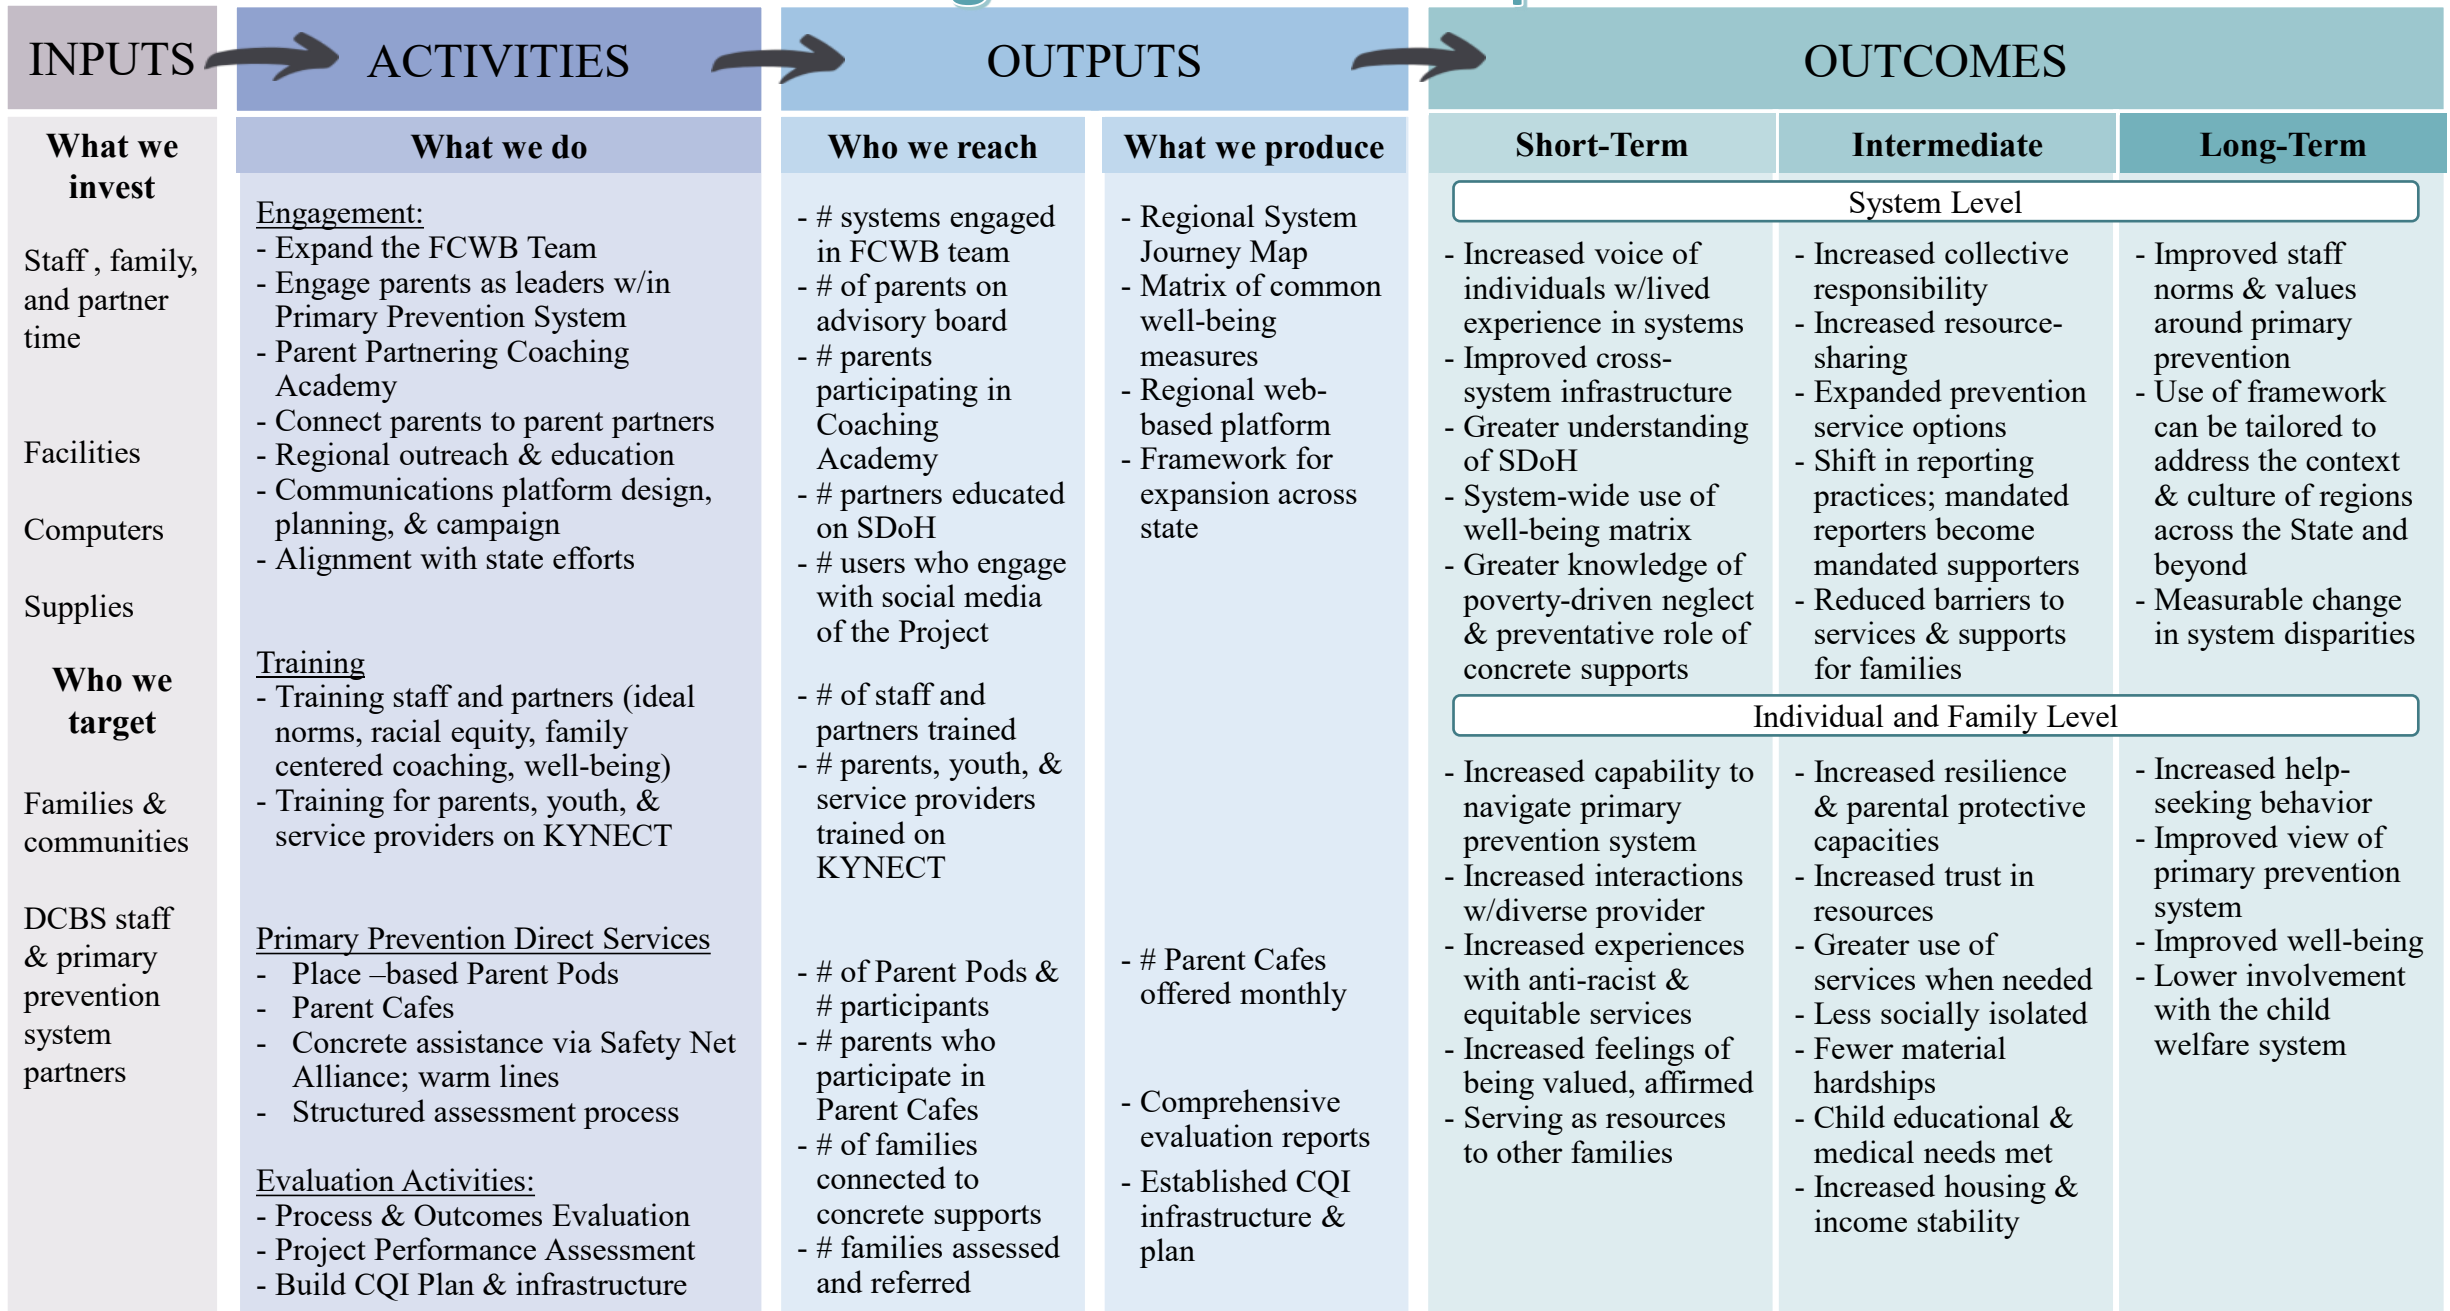 INPUTS
ACTIVITIES
OUTPUTS
OUTCOMES
What we
invest
Staff , family,
and partner
time
Facilities
Computers
Supplies
Who we
target
Families &
communities
DCBS staff
& primary
prevention
system
partners
What we do
Engagement:
- Expand the FCWB Team
- Engage parents as leaders w/in
Primary Prevention System
- Parent Partnering Coaching
Academy
- Connect parents to parent partners
- Regional outreach & education
- Communications platform design,
planning, & campaign
- Alignment with state efforts
Training
- Training staff and partners (ideal
norms, racial equity, family
centered coaching, well-being)
- Training for parents, youth, &
service providers on KYNECT
Primary Prevention Direct Services
- Place –based Parent Pods
- Parent Cafes
- Concrete assistance via Safety Net
Alliance; warm lines
- Structured assessment process
Evaluation Activities:
- Process & Outcomes Evaluation
- Project Performance Assessment
- Build CQI Plan & infrastructure
Who we reach
- # systems engaged
in FCWB team
- # of parents on
advisory board
- # parents
participating in
Coaching
Academy
- # partners educated
on SDoH
- # users who engage
with social media
of the Project
- # of staff and
partners trained
- # parents, youth, &
service providers
trained on
KYNECT
- # of Parent Pods &
# participants
- # parents who
participate in
Parent Cafes
- # of families
connected to
concrete supports
- # families assessed
and referred
What we produce
- Regional System
Journey Map
- Matrix of common
well-being
measures
- Regional web-
based platform
- Framework for
expansion across
state
- # Parent Cafes
offered monthly
- Comprehensive
evaluation reports
- Established CQI
infrastructure &
plan
Short-Term
Intermediate
Long-Term
System Level
- Increased voice of
individuals w/lived
experience in systems
- Improved cross-
system infrastructure
- Greater understanding
of SDoH
- System-wide use of
well-being matrix
- Greater knowledge of
poverty-driven neglect
& preventative role of
concrete supports
- Increased collective
responsibility
- Increased resource-
sharing
- Expanded prevention
service options
- Shift in reporting
practices; mandated
reporters become
mandated supporters
- Reduced barriers to
services & supports
for families
- Improved staff
norms & values
around primary
prevention
- Use of framework
can be tailored to
address the context
& culture of regions
across the State and
beyond
- Measurable change
in system disparities
Individual and Family Level
- Increased capability to
navigate primary
prevention system
- Increased interactions
w/diverse provider
- Increased experiences
with anti-racist &
equitable services
- Increased feelings of
being valued, affirmed
- Serving as resources
to other families
- Increased resilience
& parental protective
capacities
- Increased trust in
resources
- Greater use of
services when needed
- Less socially isolated
- Fewer material
hardships
- Child educational &
medical needs met
- Increased housing &
income stability
- Increased help-
seeking behavior
- Improved view of
primary prevention
system
- Improved well-being
- Lower involvement
with the child
welfare system